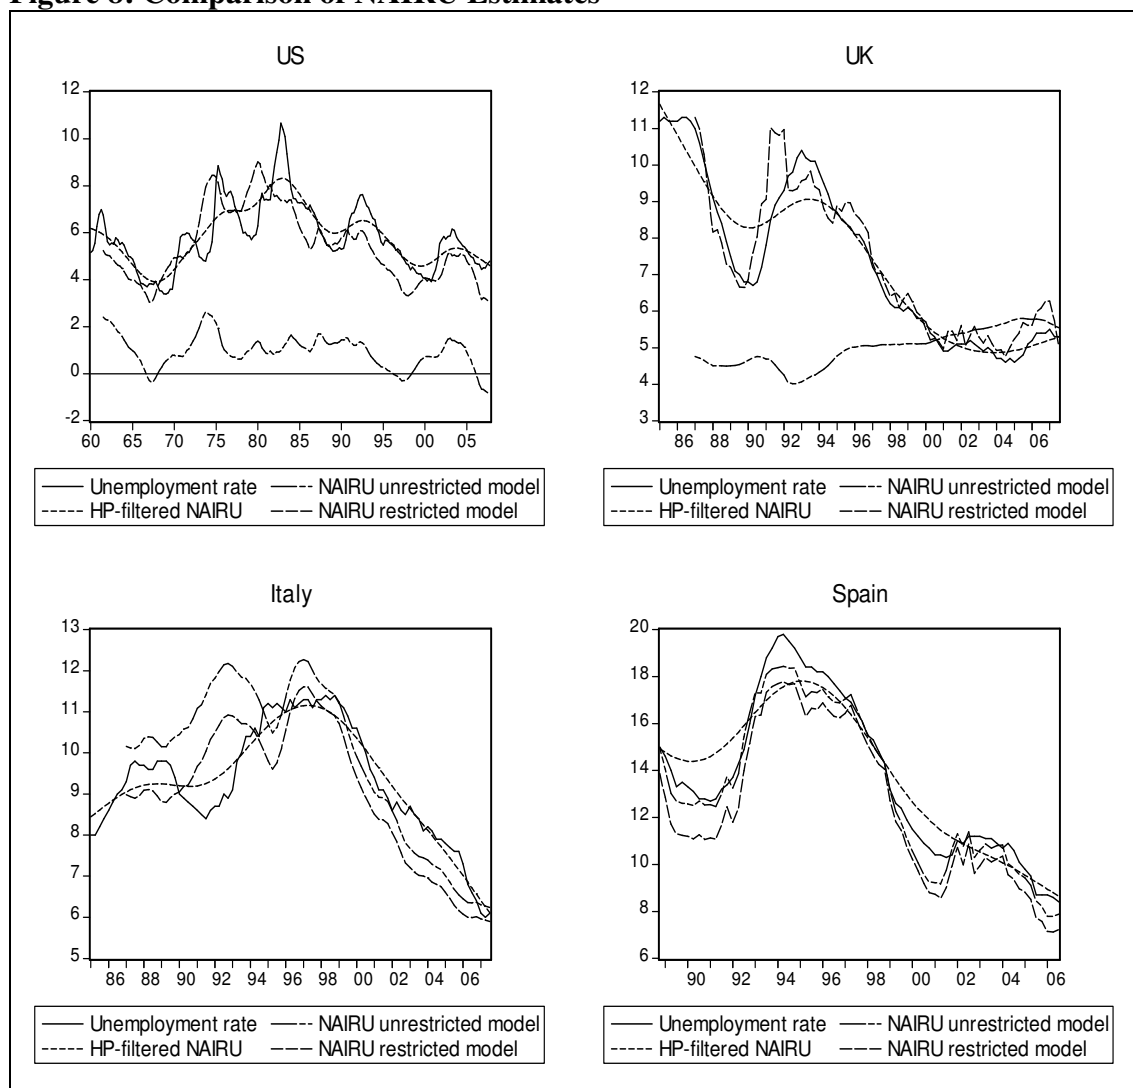 Figure 8: Comparison of NAIRU Estimates
US
12
10
8
6
4
2
0
-2
60 65 70 75 80 85 90 95 00 05
Unemployment rate NAIRU unrestricted model
HP-filtered NAIRU NAIRU restricted model
UK
12
11
10
9
8
7
6
5
4
3
86 88 90 92 94 96 98 00 02 04 06
Unemployment rate NAIRU unrestricted model
HP-filtered NAIRU NAIRU restricted model
Italy
13
12
11
10
9
8
7
6
5
86 88 90 92 94 96 98 00 02 04 06
Unemployment rate NAIRU unrestricted model
HP-filtered NAIRU NAIRU restricted model
Spain
20
18
16
14
12
10
8
6
90 92 94 96 98 00 02 04 06
Unemployment rate NAIRU unrestricted model
HP-filtered NAIRU NAIRU restricted model